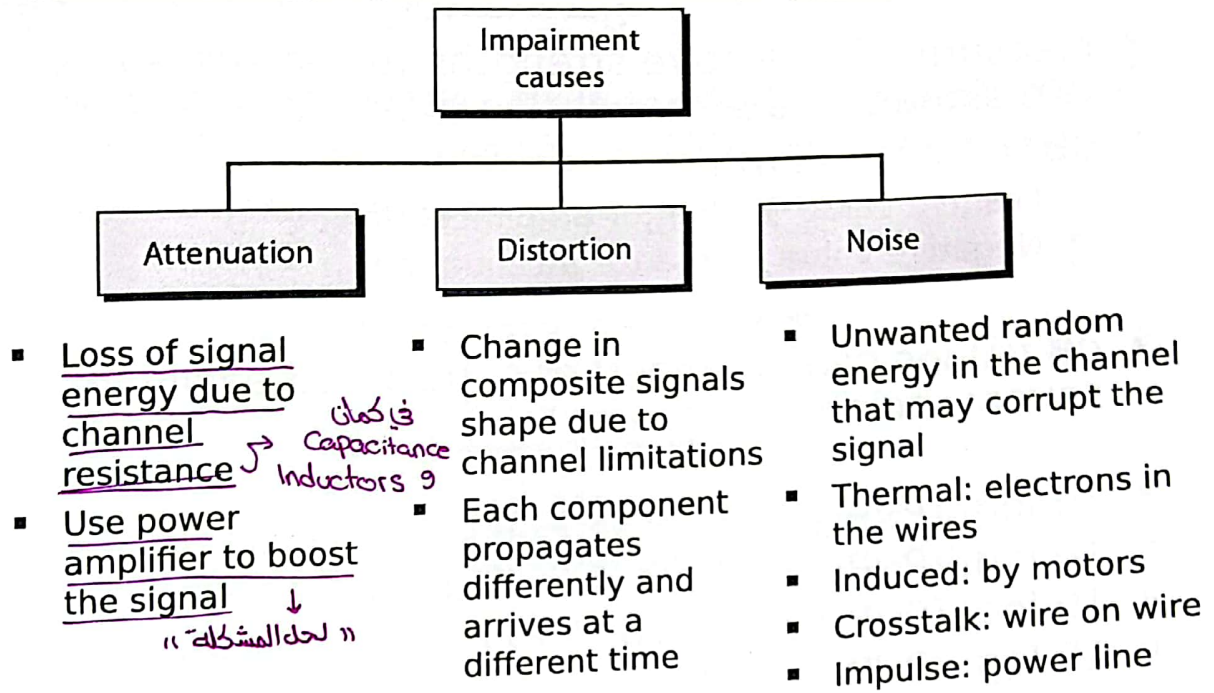 Impairment
causes
Attenuation
Distortion
Noise
▪ Loss of signal
energy due to
channel
resistance
في كمان
Capacitance
و Inductors
▪ Use power
amplifier to boost
the signal
"لحل المشكلة"
▪ Change in
composite signals
shape due to
channel limitations
▪ Each component
propagates
differently and
arrives at a
different time
▪ Unwanted random
energy in the channel
that may corrupt the
signal
▪ Thermal: electrons in
the wires
▪ Induced: by motors
▪ Crosstalk: wire on wire
▪ Impulse: power line